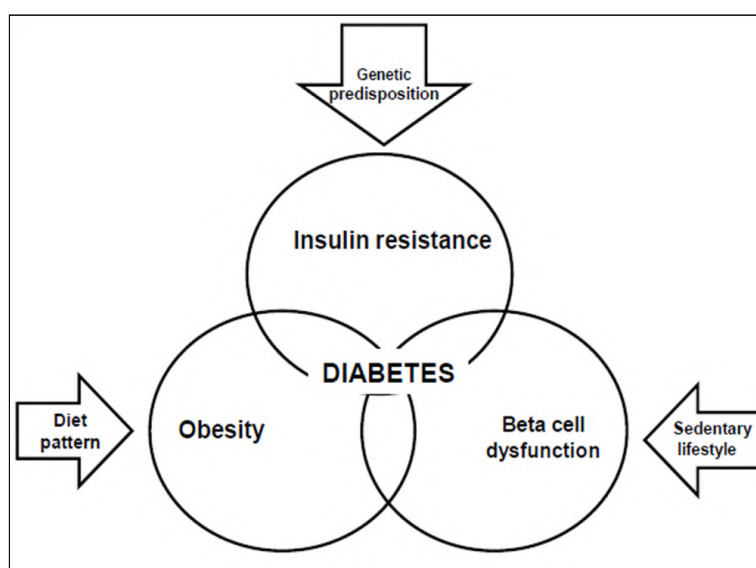 Genetic
predisposition
Insulin resistance
DIABETES
Diet
pattern
Obesity
Beta cell
dysfunction
Sedentary
lifestyle